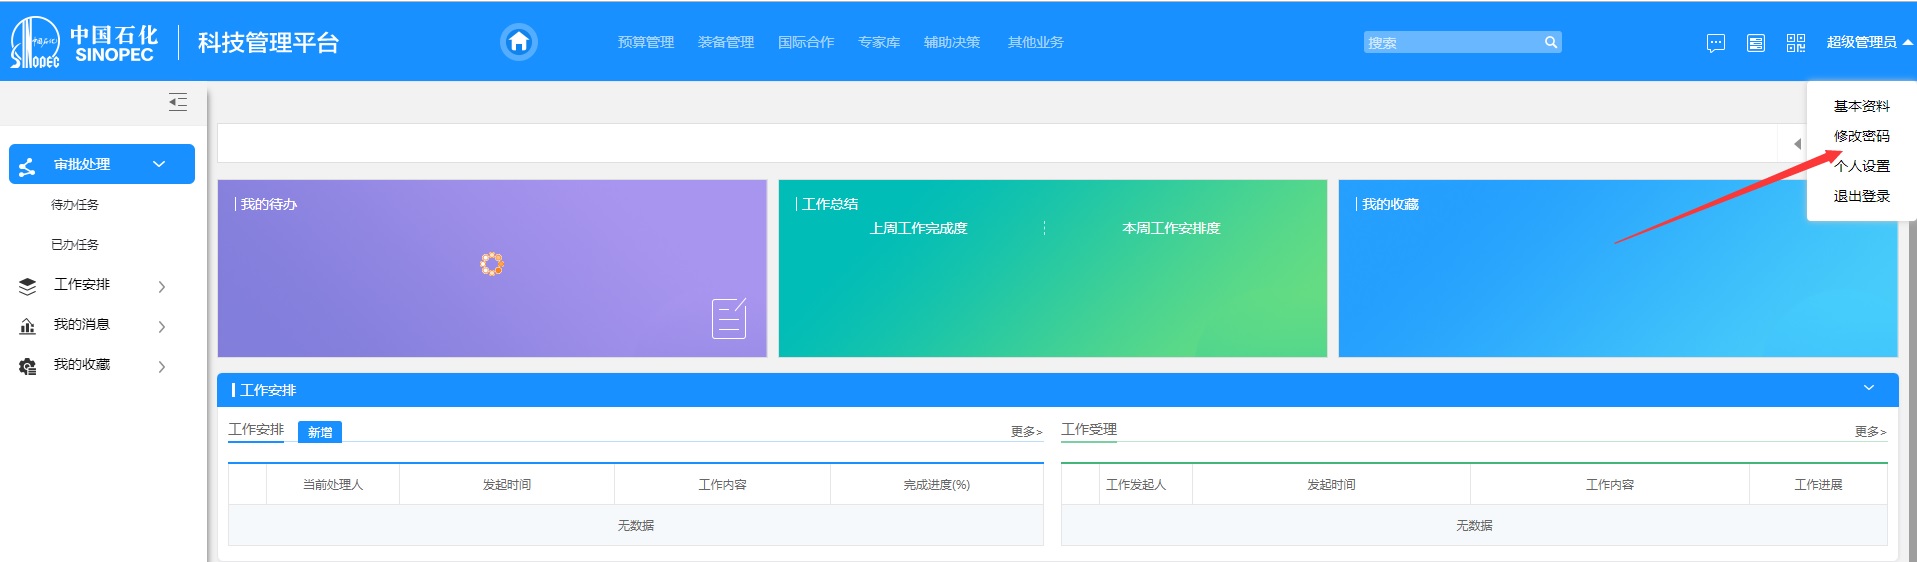 中国石化
SINOPEC
科技管理平台
预算管理 装备管理 国际合作 专家库 辅助决策 其他业务
搜索
超级管理员
基本资料
修改密码
个人设置
退出登录
审批处理
待办任务
已办任务
工作安排
我的消息
我的收藏
我的待办
工作总结
上周工作完成度 本周工作安排度
我的收藏
工作安排
工作安排 新增 更多>
当前处理人 发起时间 工作内容 完成进度(%)
无数据
工作受理 更多>
工作发起人 发起时间 工作内容 工作进展
无数据